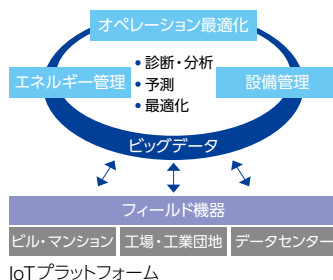 オペレーション最適化
• 診断・分析
エネルギー管理 • 予測 設備管理
• 最適化
ビッグデータ
フィールド機器
ビル・マンション 工場・工業団地 データセンター
IoTプラットフォーム